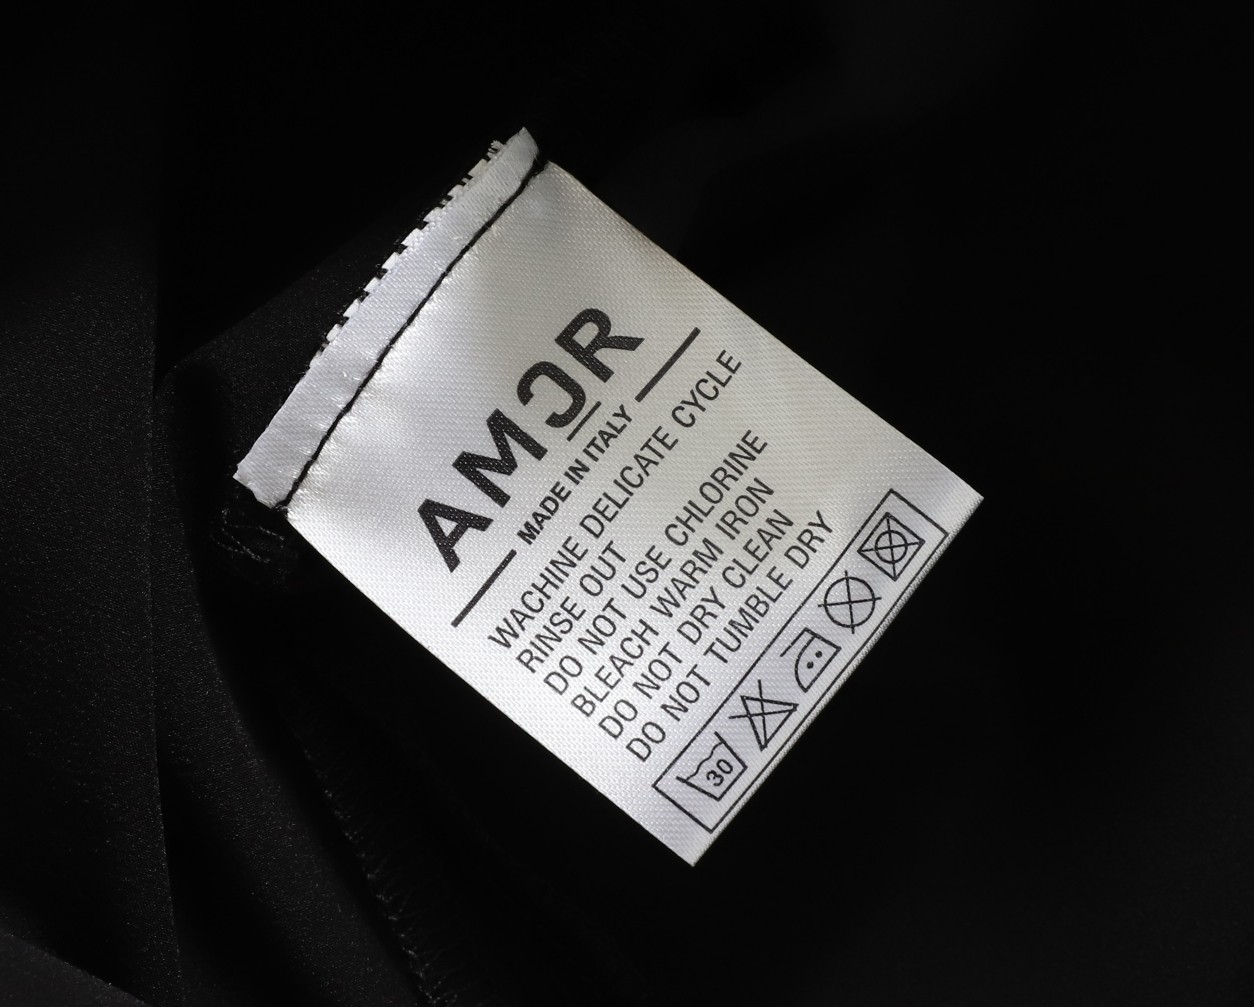 AMOR
MADE IN ITALY
WACHINE DELICATE CYCLE
RINSE OUT
DO NOT USE CHLORINE
BLEACH WARM IRON
DO NOT DRY CLEAN
DO NOT TUMBLE DRY
30